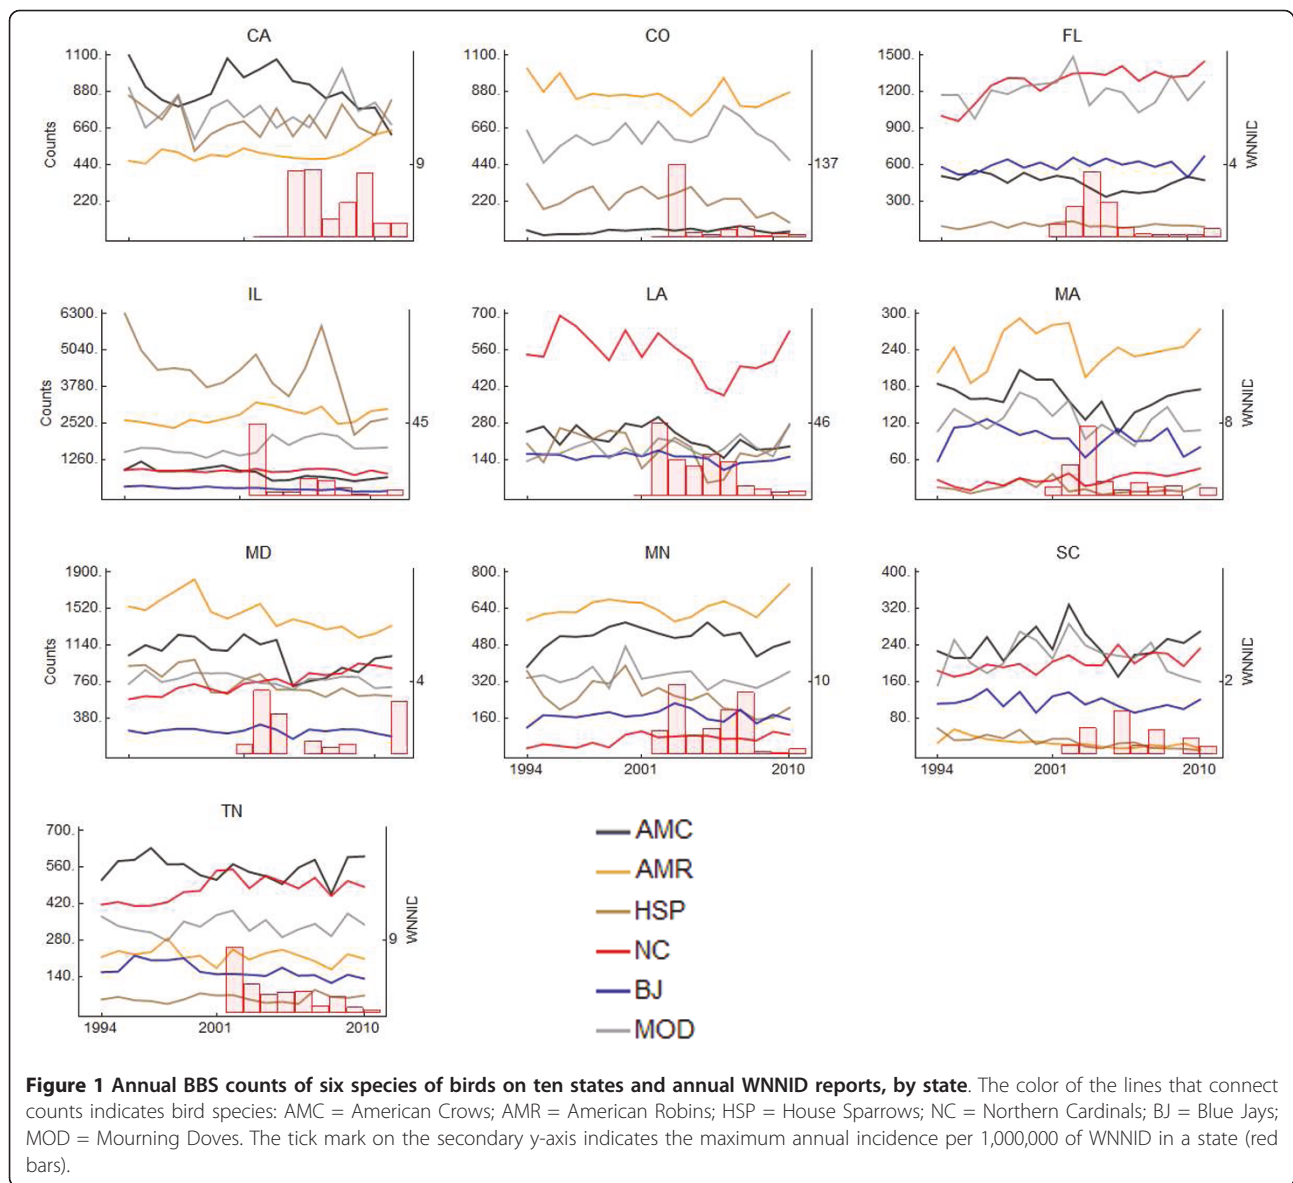 CA
CO
FL
1100.
880.
660.
440.
220.
Counts
9
1100.
880.
660.
440.
220.
137
1500
1200.
900.
600.
300.
4
WNNID
IL
LA
MA
6300.
5040.
3780.
2520.
1260.
Counts
45
700.
560.
420.
280.
140.
46
300.
240.
180.
120.
60.
8
WNNID
MD
MN
SC
1900.
1520.
1140.
760.
380.
Counts
4
800.
640.
480.
320.
160.
10
1994
2001
2010
400.
320.
240.
160.
80.
2
WNNID
1994
2001
2010
TN
700.
560.
420.
280.
140.
9
WNNID
1994
2001
2010
AMC
AMR
HSP
NC
BJ
MOD
Figure 1 Annual BBS counts of six species of birds on ten states and annual WNNID reports, by state. The color of the lines that connect
counts indicates bird species: AMC = American Crows; AMR = American Robins; HSP = House Sparrows; NC = Northern Cardinals; BJ = Blue Jays;
MOD = Mourning Doves. The tick mark on the secondary y-axis indicates the maximum annual incidence per 1,000,000 of WNNID in a state (red
bars).